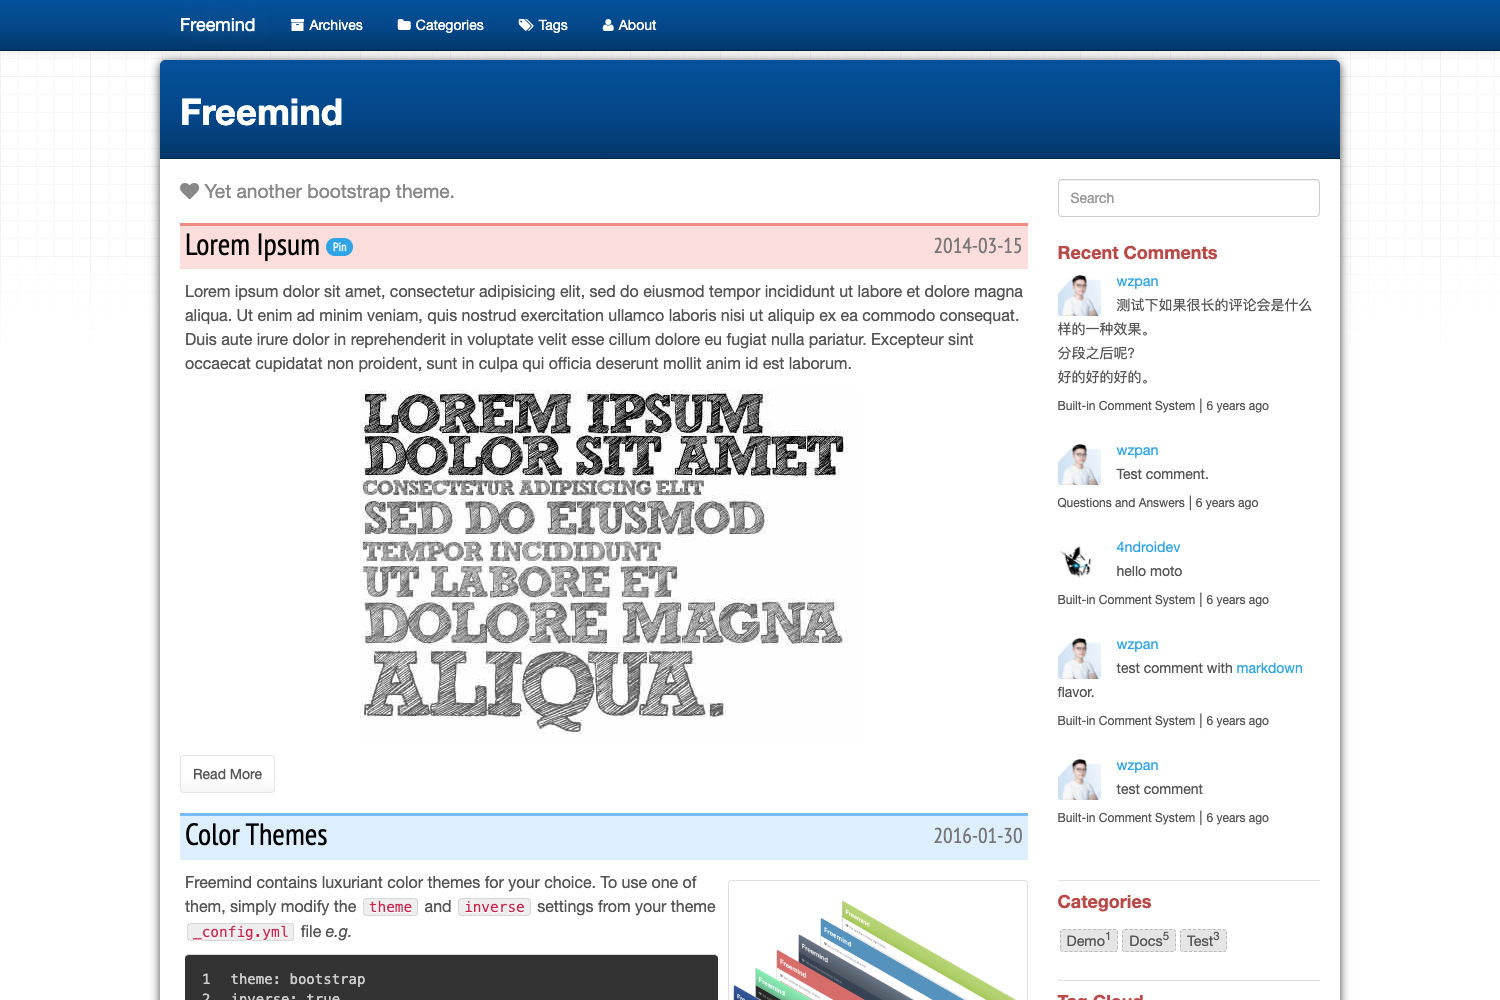 Freemind
Archives
Categories
Tags
About
Freemind
Yet another bootstrap theme.
Lorem Ipsum Pin
2014-03-15
Lorem ipsum dolor sit amet, consectetur adipisicing elit, sed do eiusmod tempor incididunt ut labore et dolore magna
aliqua. Ut enim ad minim veniam, quis nostrud exercitation ullamco laboris nisi ut aliquip ex ea commodo consequat.
Duis aute irure dolor in reprehenderit in voluptate velit esse cillum dolore eu fugiat nulla pariatur. Excepteur sint
occaecat cupidatat non proident, sunt in culpa qui officia deserunt mollit anim id est laborum.
LOREM IPSUM
DOLOR SIT AMET
CONSECTETUR ADIPISICING ELIT
SED DO EIUSMOD
TEMPOR INCIDIDUNT
UT LABORE ET
DOLORE MAGNA
ALIQUA.
Read More
Color Themes
2016-01-30
Freemind contains luxuriant color themes for your choice. To use one of
them, simply modify the theme and inverse settings from your theme
_config.yml file e.g.
1 theme: bootstrap
2 inverse: true
Freemind
Freemind
Freemind
Freemind
Freemind
Search
Recent Comments
wzpan
测试下如果很长的评论会是什么
样的一种效果。
分段之后呢？
好的好的好的。
Built-in Comment System | 6 years ago
wzpan
Test comment.
Questions and Answers | 6 years ago
4ndroidev
hello moto
Built-in Comment System | 6 years ago
wzpan
test comment with markdown
flavor.
Built-in Comment System | 6 years ago
wzpan
test comment
Built-in Comment System | 6 years ago
Categories
Demo1 Docs5 Test3
Tag Cloud